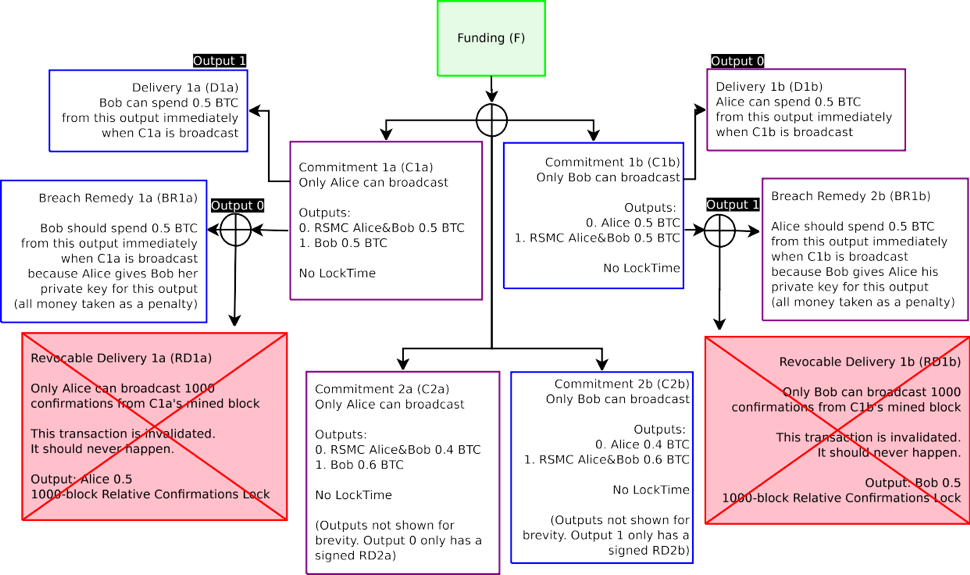 Funding (F)
Output 1
Delivery 1a (D1a)
Bob can spend 0.5 BTC
from this output immediately
when C1a is broadcast
Output 0
Delivery 1b (D1b)
Alice can spend 0.5 BTC
from this output immediately
when C1b is broadcast
Commitment 1a (C1a)
Only Alice can broadcast
Outputs:
0. RSMC Alice&Bob 0.5 BTC
1. Bob 0.5 BTC
No LockTime
Commitment 1b (C1b)
Only Bob can broadcast
Outputs:
0. Alice 0.5 BTC
1. RSMC Alice&Bob 0.5 BTC
No LockTime
Breach Remedy 1a (BR1a)
Bob should spend 0.5 BTC
from this output immediately
when C1a is broadcast
because Alice gives Bob her
private key for this output
(all money taken as a penalty)
Output 0
Output 1
Breach Remedy 2b (BR1b)
Alice should spend 0.5 BTC
from this output immediately
when C1b is broadcast
because Bob gives Alice his
private key for this output
(all money taken as a penalty)
Revocable Delivery 1a (RD1a)
Only Alice can broadcast 1000
confirmations from C1a's mined block
This transaction is invalidated.
It should never happen.
Output: Alice 0.5
1000-block Relative Confirmations Lock
Commitment 2a (C2a)
Only Alice can broadcast
Outputs:
0. RSMC Alice&Bob 0.4 BTC
1. Bob 0.6 BTC
No LockTime
(Outputs not shown for
brevity. Output 0 only has a
signed RD2a)
Commitment 2b (C2b)
Only Bob can broadcast
Outputs:
0. Alice 0.4 BTC
1. RSMC Alice&Bob 0.6 BTC
No LockTime
(Outputs not shown for
brevity. Output 1 only has a
signed RD2b)
Revocable Delivery 1b (RD1b)
Only Bob can broadcast 1000
confirmations from C1b's mined block
This transaction is invalidated.
It should never happen.
Output: Bob 0.5
1000-block Relative Confirmations Lock